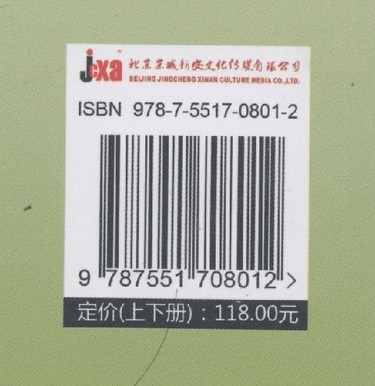 jcxa 北京京城新安文化传媒有限公司
BEIJING JINGCHENG XINAN CULTURE MEDIA CO.,LTD.
ISBN 978-7-5517-0801-2
9 787551 708012 >
定价(上下册)：118.00元